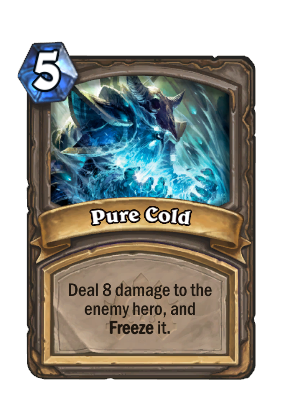 5
Pure Cold
Deal 8 damage to the
enemy hero, and
Freeze it.